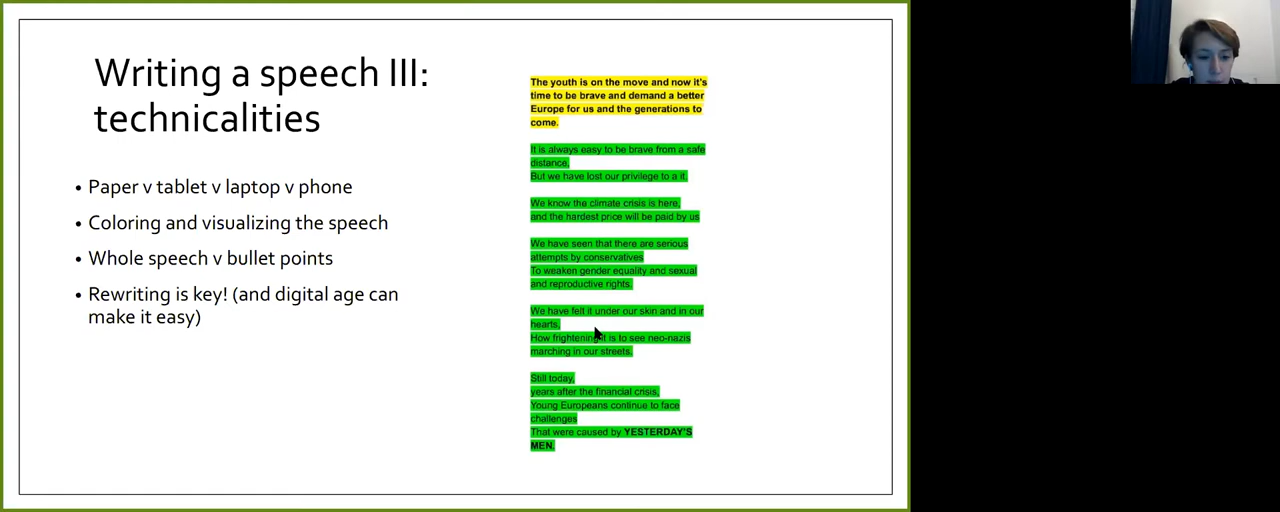 Writing a speech III:
technicalities
• Paper v tablet v laptop v phone
• Coloring and visualizing the speech
• Whole speech v bullet points
• Rewriting is key! (and digital age can
make it easy)
The youth is on the move and now it's
time to be brave and demand a better
Europe for us and the generations to
come.
It is always easy to be brave from a safe
distance.
But we have lost our privilege to a it.
We know the climate crisis is here,
and the hardest price will be paid by us
We have seen that there are serious
attempts by conservatives
To weaken gender equality and sexual
and reproductive rights.
We have felt it under our skin and in our
hearts,
How frightening it is to see neo-nazis
marching in our streets.
Still today,
years after the financial crisis,
Young Europeans continue to face
challenges
That were caused by YESTERDAY'S
MEN.